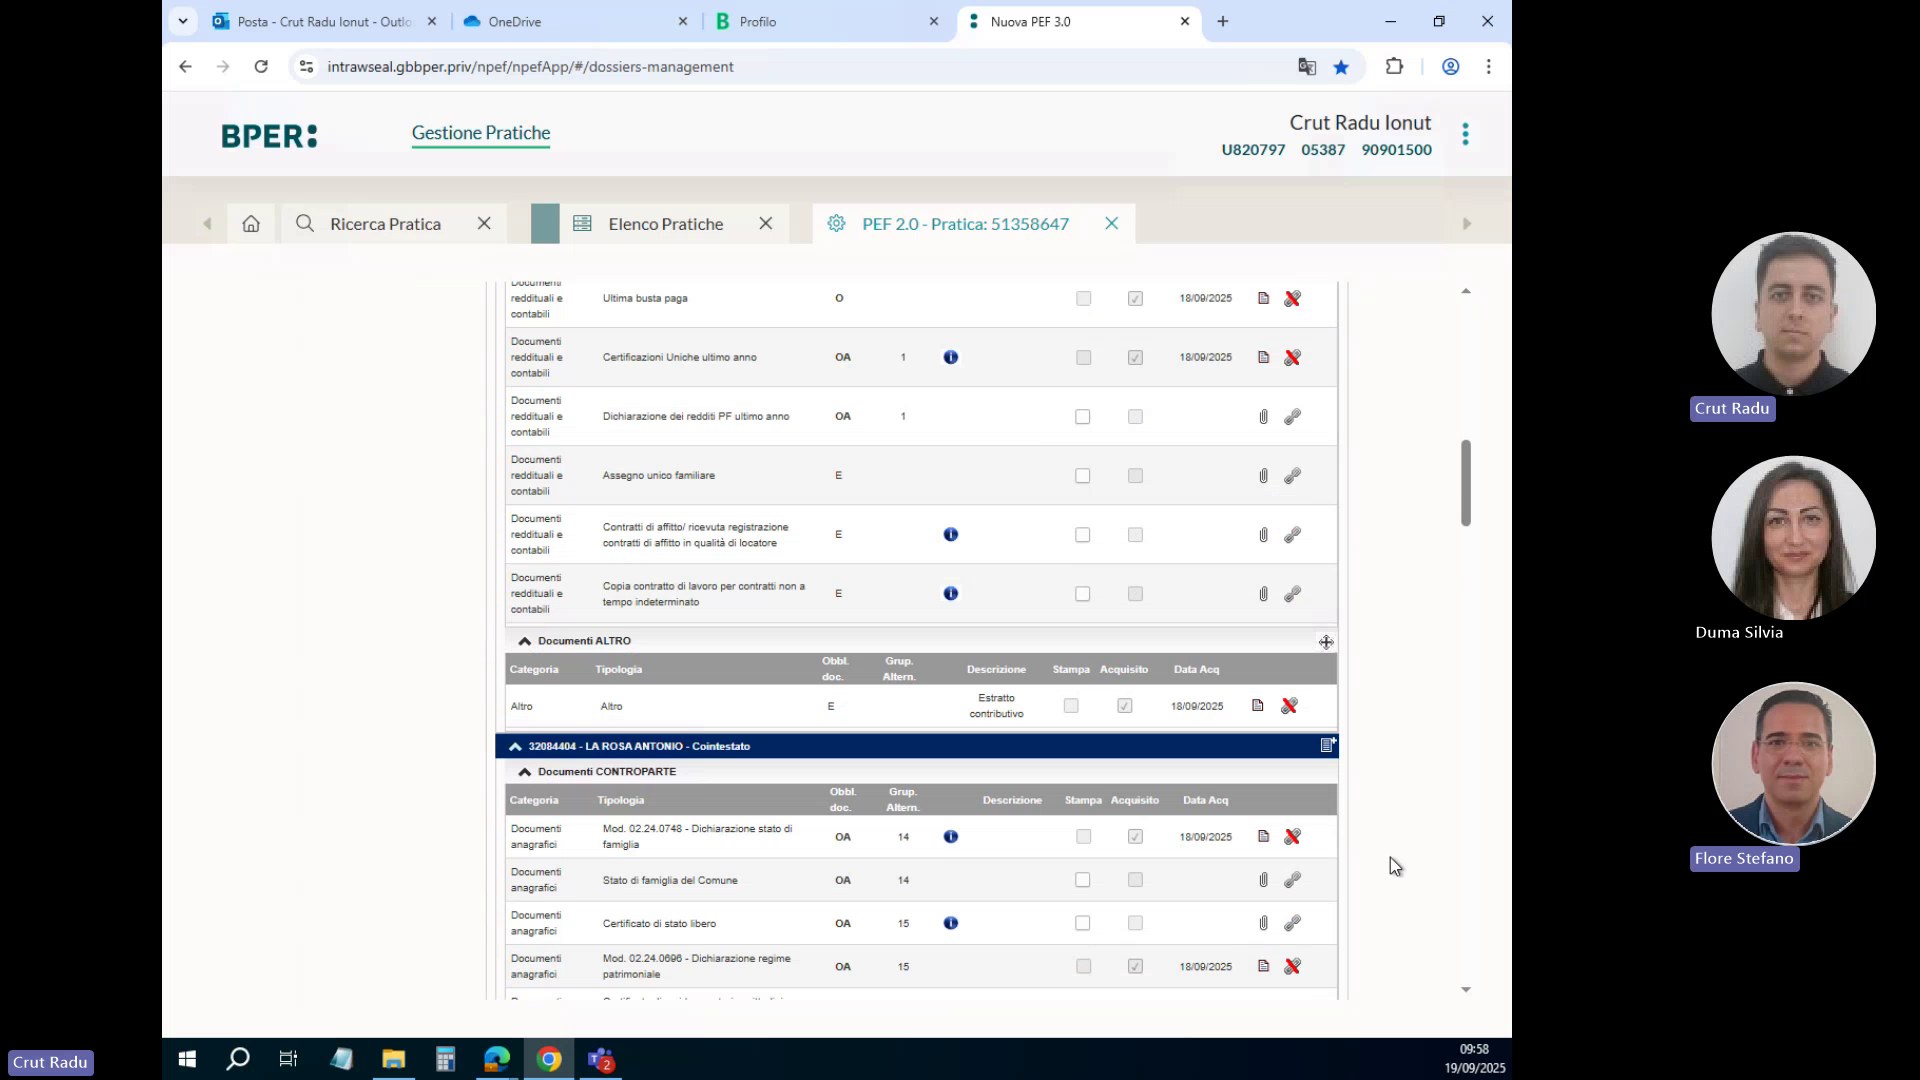 Posta - Crut Radu Ionut - Outlo
OneDrive
Profilo
Nuova PEF 3.0
intrawseal.gbbper.priv/npef/npefApp/#/dossiers-management
BPER:
Gestione Pratiche
Crut Radu Ionut
U820797 05387 90901500
Ricerca Pratica
Elenco Pratiche
PEF 2.0 - Pratica: 51358647
Documenti
reddituali e
contabili
Ultima busta paga
O
18/09/2025
Documenti
reddituali e
contabili
Certificazioni Uniche ultimo anno
OA
1
18/09/2025
Documenti
reddituali e
contabili
Dichiarazione dei redditi PF ultimo anno
OA
1
Documenti
reddituali e
contabili
Assegno unico familiare
E
Documenti
reddituali e
contabili
Contratti di affitto/ ricevuta registrazione
contratti di affitto in qualità di locatore
E
Documenti
reddituali e
contabili
Copia contratto di lavoro per contratti non a
tempo indeterminato
E
Documenti ALTRO
Categoria
Tipologia
Obbl.
doc.
Grup.
Altern.
Descrizione
Stampa
Acquisito
Data Acq
Altro
Altro
E
Estratto
contributivo
18/09/2025
32084404 - LA ROSA ANTONIO - Cointestato
Documenti CONTROPARTE
Categoria
Tipologia
Obbl.
doc.
Grup.
Altern.
Descrizione
Stampa
Acquisito
Data Acq
Documenti
anagrafici
Mod. 02.24.0748 - Dichiarazione stato di
famiglia
OA
14
18/09/2025
Documenti
anagrafici
Stato di famiglia del Comune
OA
14
Documenti
anagrafici
Certificato di stato libero
OA
15
Documenti
anagrafici
Mod. 02.24.0696 - Dichiarazione regime
patrimoniale
OA
15
18/09/2025
Crut Radu
Duma Silvia
Flore Stefano
Crut Radu
2
09:58
19/09/2025